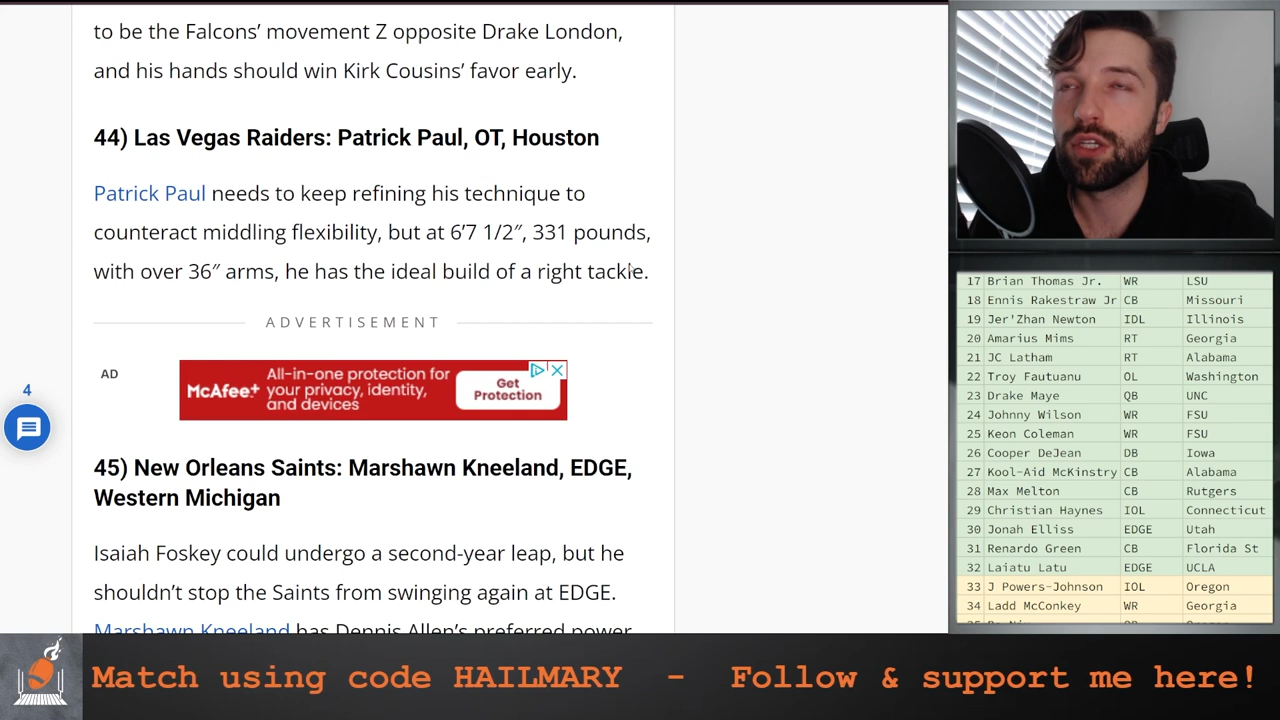 to be the Falcons’ movement Z opposite Drake London,
and his hands should win Kirk Cousins’ favor early.
44) Las Vegas Raiders: Patrick Paul, OT, Houston
Patrick Paul needs to keep refining his technique to
counteract middling flexibility, but at 6’7 1/2″, 331 pounds,
with over 36″ arms, he has the ideal build of a right tackle.
ADVERTISEMENT
AD
McAfee+
All-in-one protection for
your privacy, identity,
and devices
Get
Protection
4
45) New Orleans Saints: Marshawn Kneeland, EDGE,
Western Michigan
Isaiah Foskey could undergo a second-year leap, but he
shouldn’t stop the Saints from swinging again at EDGE.
Marshawn Kneeland has Dennis Allen’s preferred power
17 Brian Thomas Jr. WR LSU
18 Ennis Rakestraw Jr CB Missouri
19 Jer'Zhan Newton IDL Illinois
20 Amarius Mims RT Georgia
21 JC Latham RT Alabama
22 Troy Fautuanu OL Washington
23 Drake Maye QB UNC
24 Johnny Wilson WR FSU
25 Keon Coleman WR FSU
26 Cooper DeJean DB Iowa
27 Kool-Aid McKinstry CB Alabama
28 Max Melton CB Rutgers
29 Christian Haynes IOL Connecticut
30 Jonah Elliss EDGE Utah
31 Renardo Green CB Florida St
32 Laiatu Latu EDGE UCLA
33 J Powers-Johnson IOL Oregon
34 Ladd McConkey WR Georgia
Match using code HAILMARY - Follow & support me here!